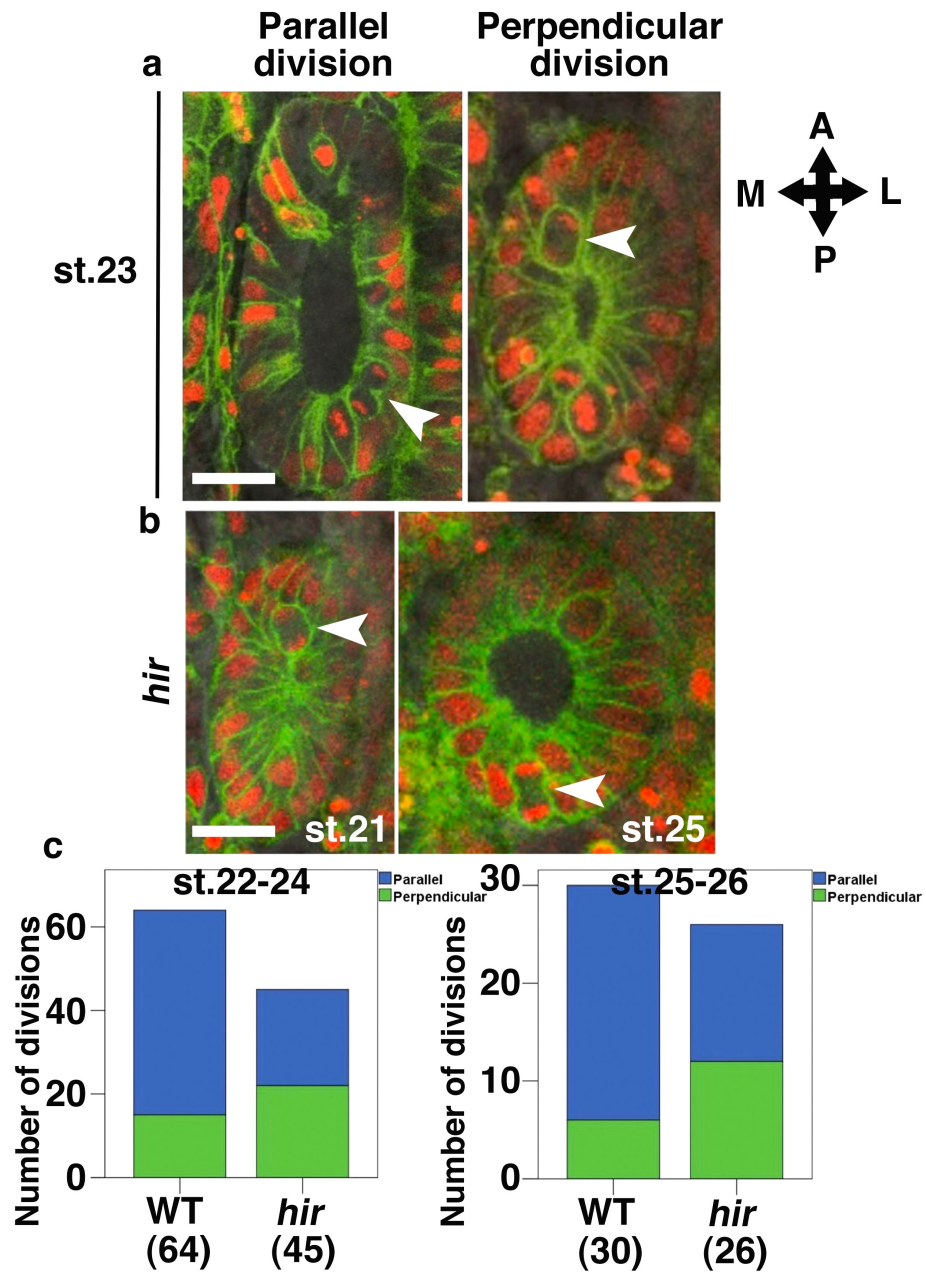 Parallel division
Perpendicular division
a
st.23
A
M
L
P
b
hir
st.21
st.25
c
st.22-24
Parallel
Perpendicular
Number of divisions
60
40
20
0
WT
(64)
hir
(45)
st.25-26
Parallel
Perpendicular
Number of divisions
30
20
10
0
WT
(30)
hir
(26)